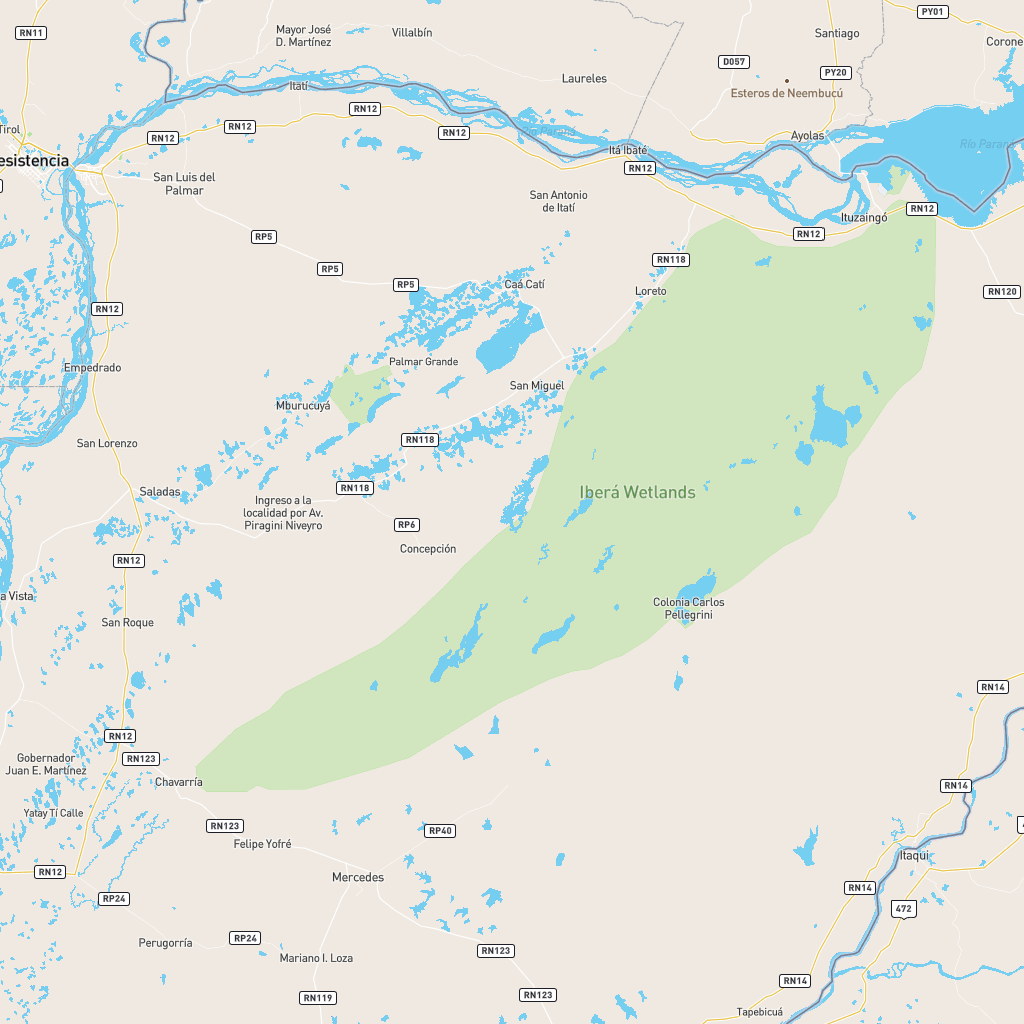 PY01
RN11
Mayor José
D. Martínez
Villalbín
Santiago
Corone
D057
PY20
Laureles
Itatí
Esteros de Neembucú
RN12
Tirol
RN12
RN12
RN12
Río Paraná
Ayolas
Río Paraná
Itá Ibaté
esistencia
RN12
San Luis del
Palmar
San Antonio
de Itatí
RN12
Ituzaingó
RP5
RN12
RN118
RP5
RP5
Caá Catí
Loreto
RN120
RN12
Empedrado
Palmar Grande
San Miguel
Mburucuyá
San Lorenzo
RN118
Saladas
RN118
Iberá Wetlands
Ingreso a la
localidad por Av.
Piragini Niveyro
RP6
Concepción
RN12
a Vista
San Roque
Colonia Carlos
Pellegrini
RN14
RN12
Gobernador
Juan E. Martínez
RN123
Chavarría
RN14
Yatay Tí Calle
RN123
RP40
Felipe Yofré
Itaqui
RN12
Mercedes
RN14
RP24
472
Perugorría
RP24
Mariano I. Loza
RN123
RN14
RN119
RN123
Tapebicuá